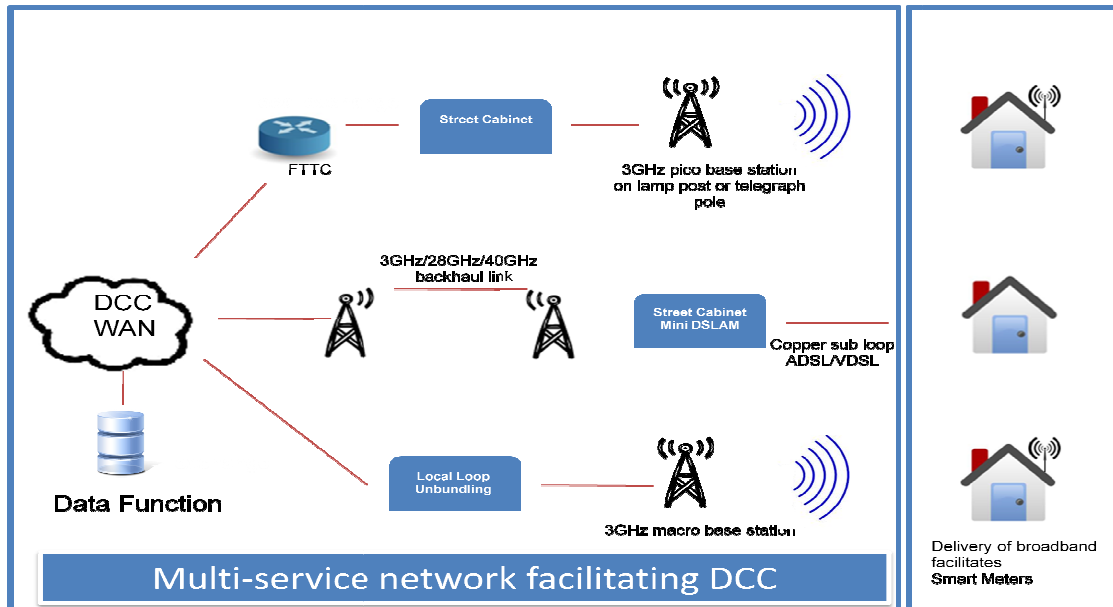 Street Cabinet
FTTC
3GHz pico base station
on lamp post or telegraph
pole
3GHz/28GHz/40GHz
backhaul link
DCC
WAN
Street Cabinet
Mini DSLAM
Copper sub loop
ADSL/VDSL
Data Function
Local Loop
Unbundling
3GHz macro base station
Multi-service network facilitating DCC
Delivery of broadband
facilitates
Smart Meters